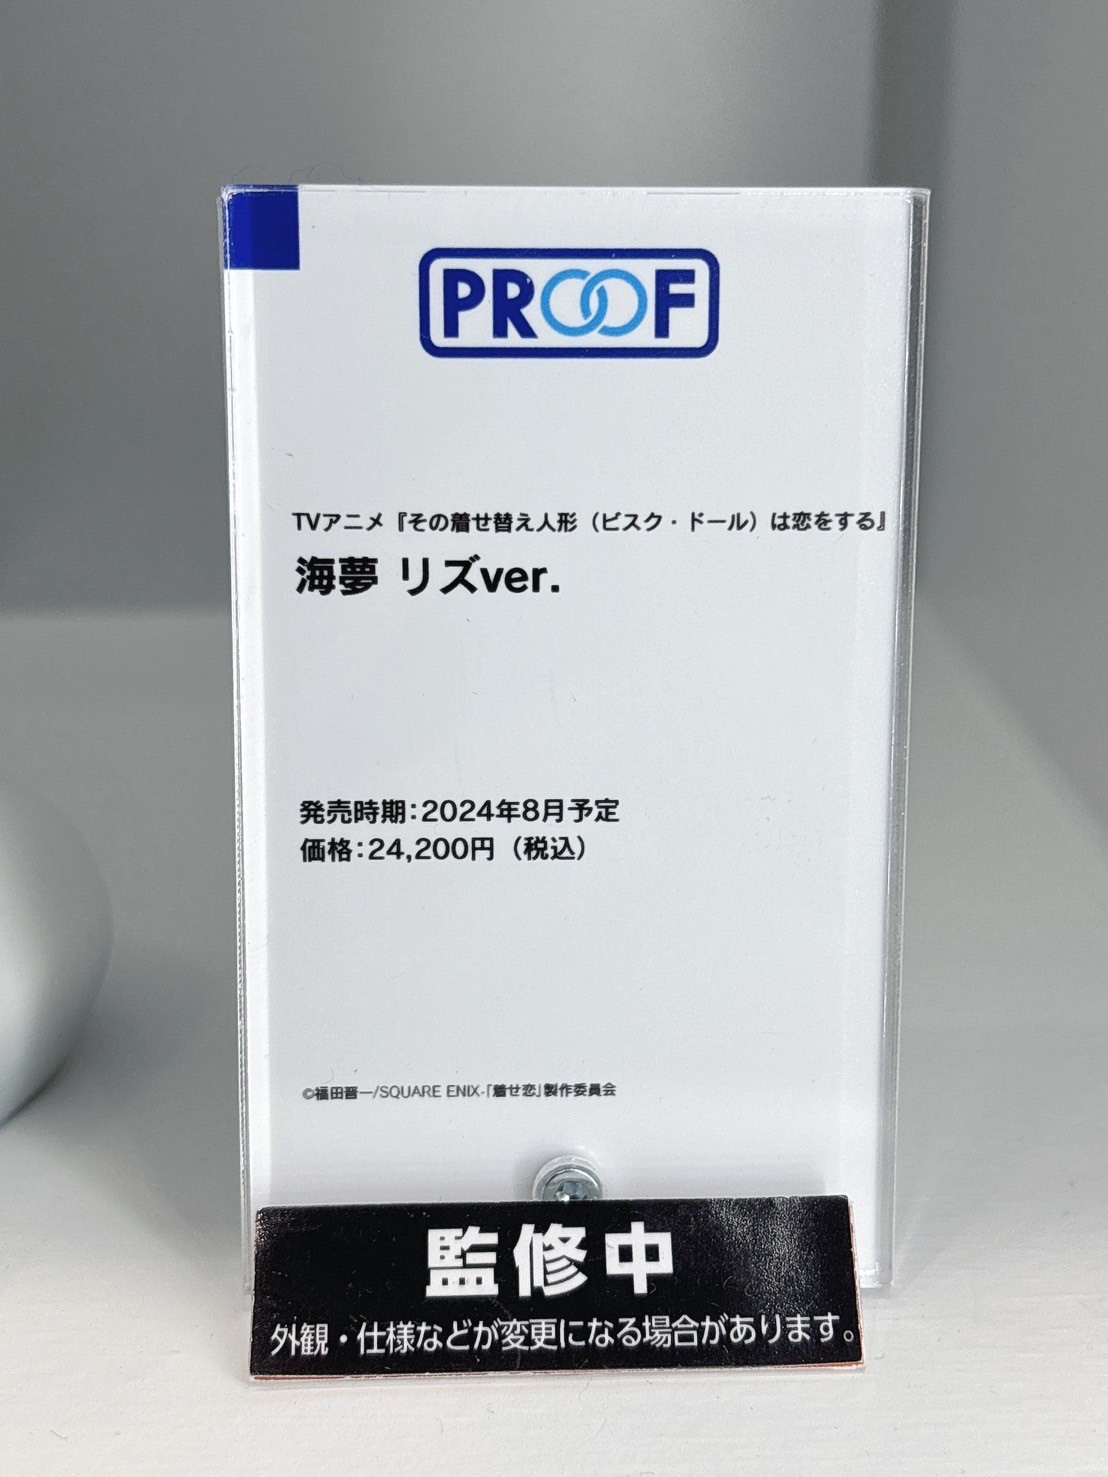 PROOF
TVアニメ『その着せ替え人形（ビスク・ドール）は恋をする』
海夢 リズver.
発売時期：2024年8月予定
価格：24,200円（税込）
©福田晋一/SQUARE ENIX・「着せ恋」製作委員会
監修中
外観・仕様などが変更になる場合があります。